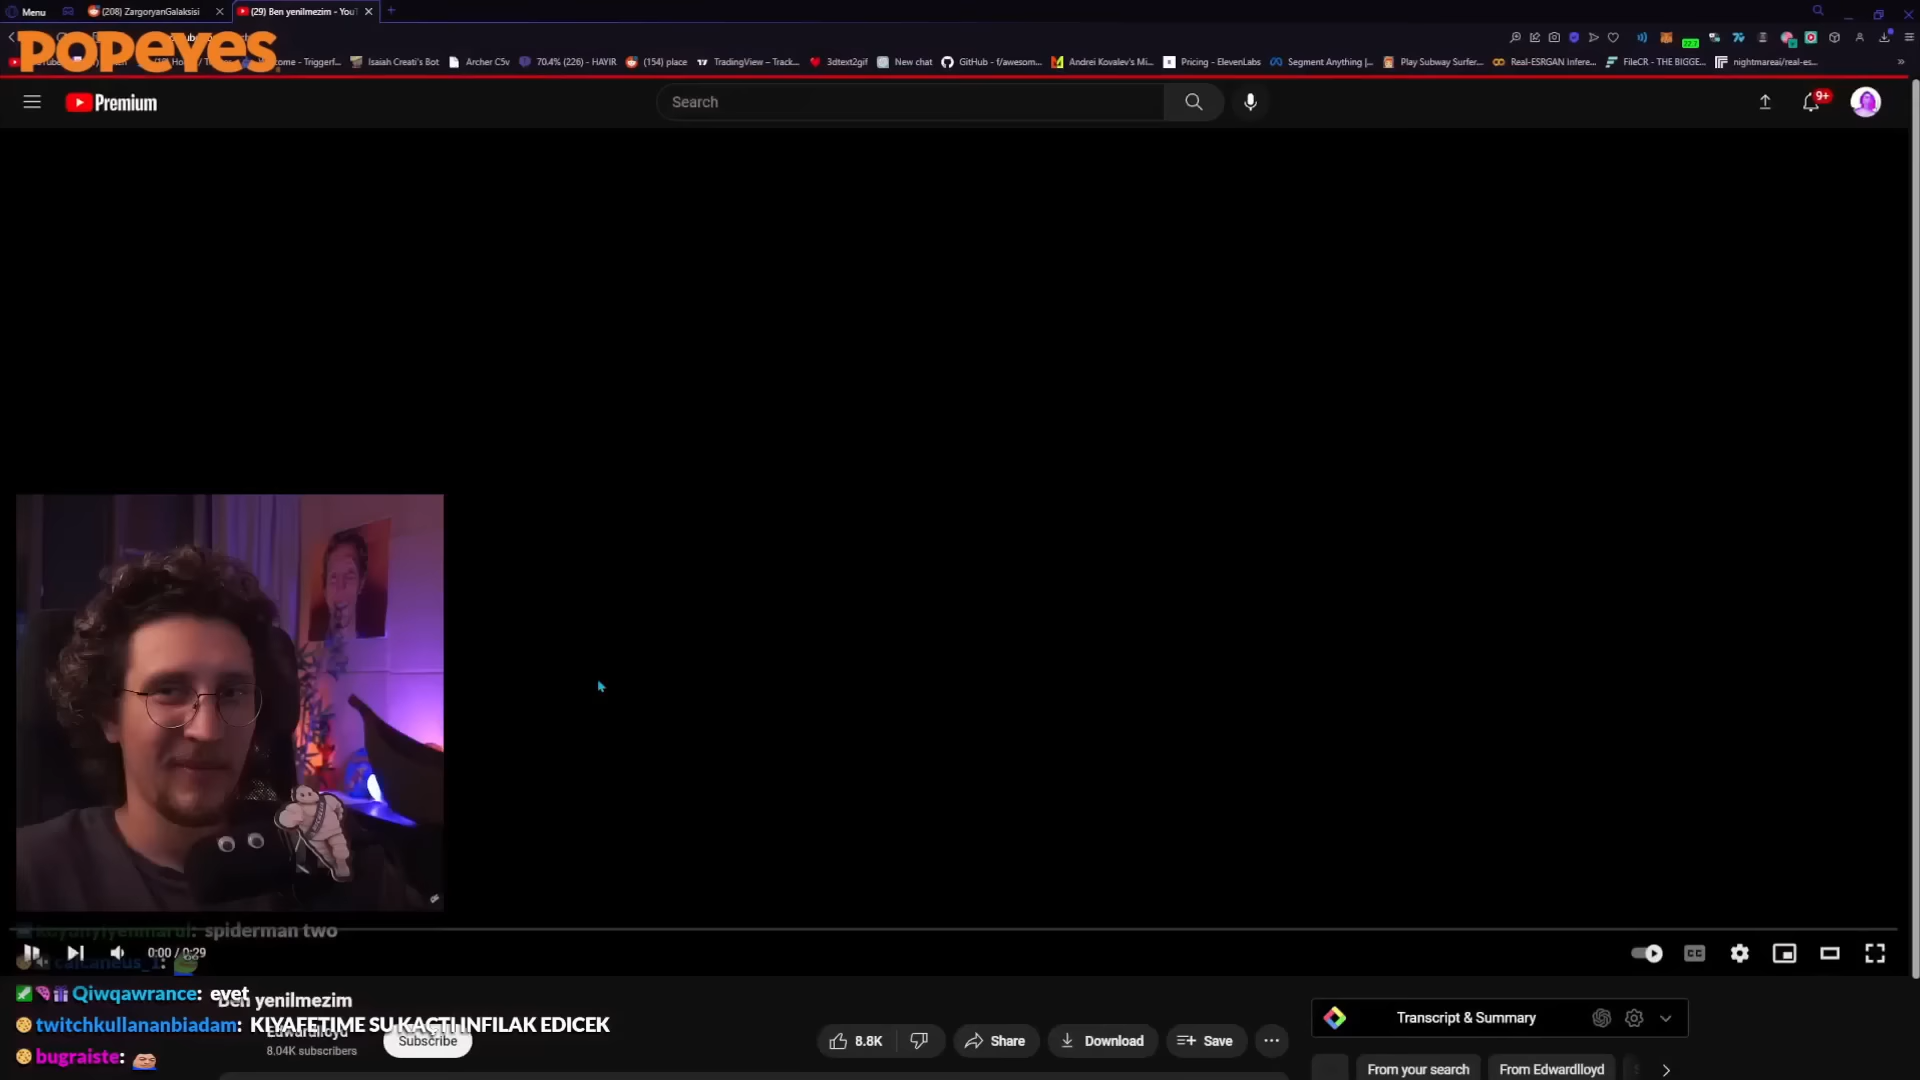 Menu
(208) ZargoryanGalaksisi
(29) Ben yenilmezim - YouT
POPEYES
Isaiah Creati's Bot
Archer C5v
70.4% (226) - HAYIR
(154) place
TradingView – Track...
3dtext2gif
New chat
GitHub - f/awesom...
Andrei Kovalev's Mi...
Pricing - ElevenLabs
Segment Anything |...
Play Subway Surfer...
Real-ESRGAN Infere...
FileCR - THE BIGGE...
nightmareai/real-es...
Premium
Search
9+
spiderman two
0:00 / 0:29
CC
calcaneus_1:
Qiwqawrance: evet
Ben yenilmezim
twitchkullananbiadam: KIYAFETIME SU KAÇTI INFILAK EDICEK
Edwardlloyd
8.04K subscribers
Subscribe
bugraiste:
8.8K
Share
Download
Save
Transcript & Summary
From your search
From Edwardlloyd